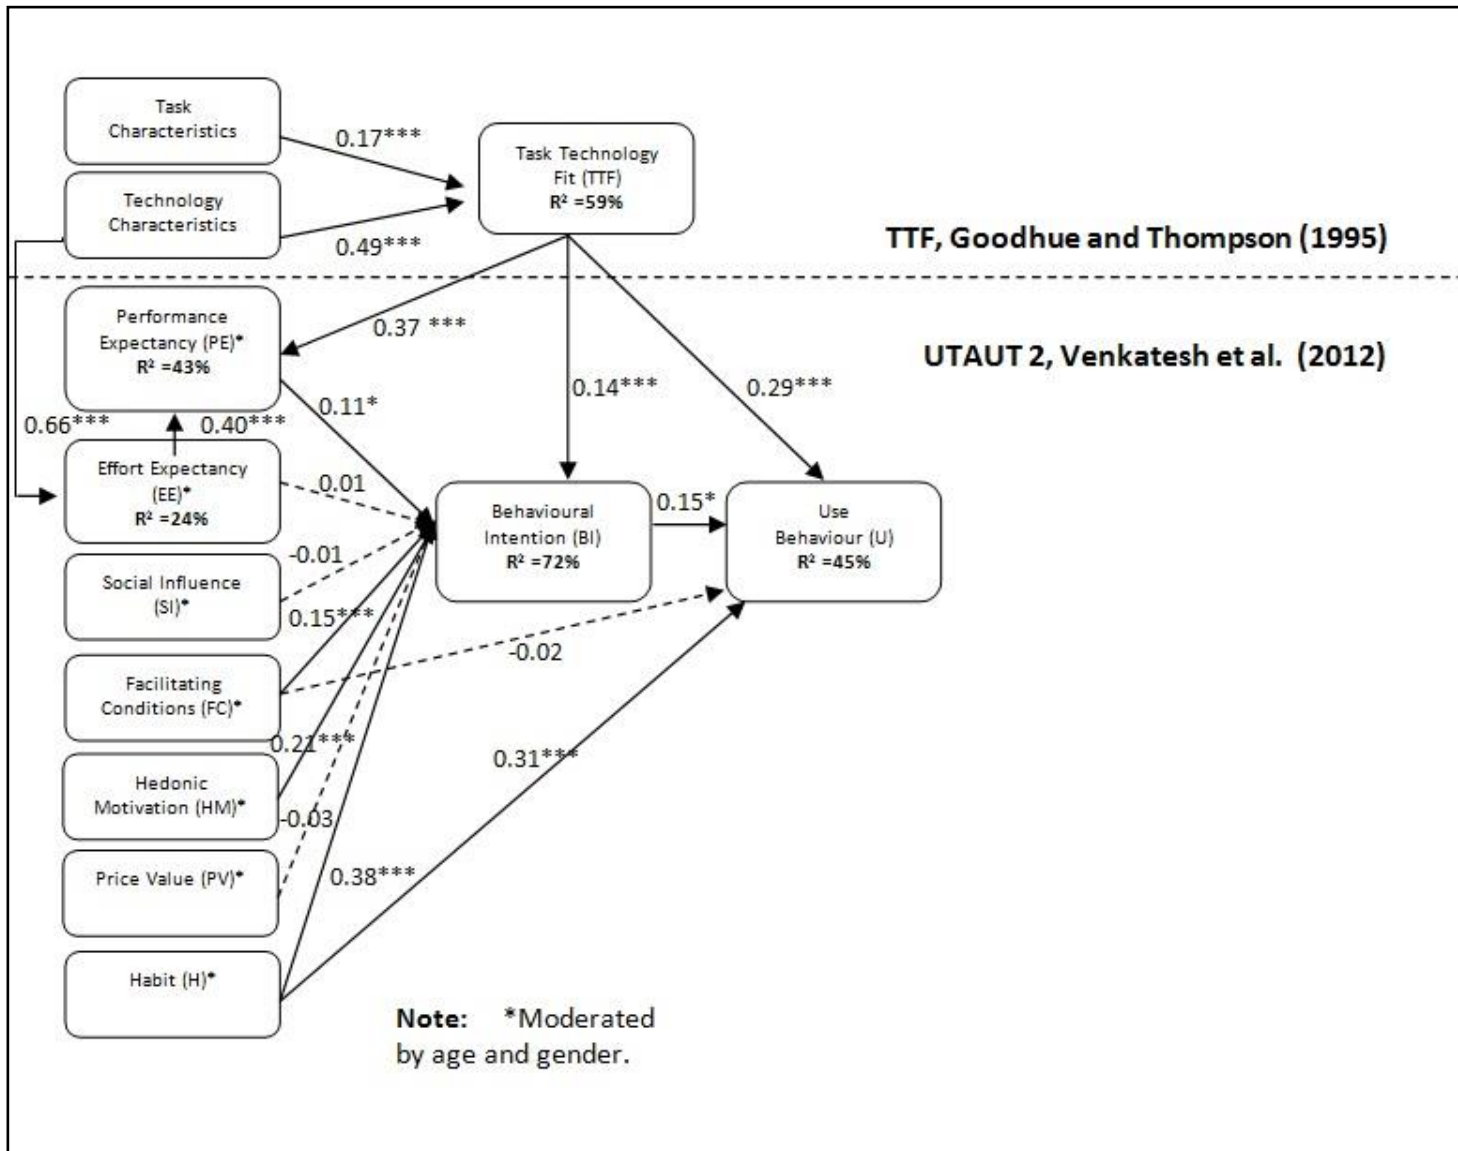 Task
Characteristics
0.17***
Task Technology
Fit (TTF)
R² =59%
Technology
Characteristics
0.49***
TTF, Goodhue and Thompson (1995)
Performance
Expectancy (PE)*
R² =43%
0.37 ***
UTAUT 2, Venkatesh et al. (2012)
0.14***
0.29***
0.11*
0.66***
0.40***
Effort Expectancy
(EE)*
R² =24%
0.01
Behavioural
Intention (BI)
R² =72%
0.15*
Use
Behaviour (U)
R² =45%
-0.01
Social Influence
(SI)*
0.15***
-0.02
Facilitating
Conditions (FC)*
0.21***
0.31***
Hedonic
Motivation (HM)*
-0.03
Price Value (PV)*
0.38***
Habit (H)*
Note: *Moderated
by age and gender.